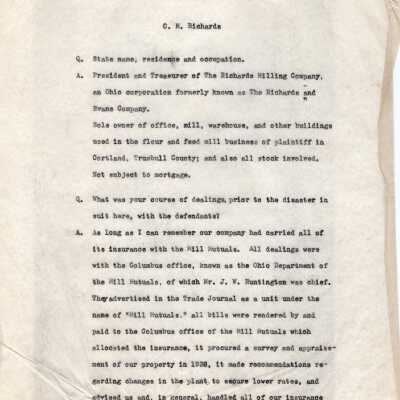 C. M. Richards
Q. State name, residence and occupation.
A. President and Treasurer of The Richards Milling Company,
an Ohio corporation formerly known as The Richards and
Evans Company.
Sole owner of office, mill, warehouse, and other buildings
used in the flour and feed mill business of plaintiff in
Cortland, Trumbull County; and also all stock involved.
Not subject to mortgage.
Q. What was your course of dealings, prior to the disaster in
suit here, with the defendants?
A. As long as I can remember our company had carried all of
its insurance with the Mill Mutuals. All dealings were
with the Columbus office, known as the Ohio Department of
the Mill Mutuals, of which Mr. J. W. Huntington was chief.
They advertised in the Trade Journal as a unit under the
name of "Mill Mutuals." all bills were rendered by and
paid to the Columbus office of the Mill Mutuals which
allocated the insurance, it procured a survey and appraise-
ment of our property in 1938, it made recommendations re-
garding changes in the plant to secure lower rates, and
advised us and, in general, handled all of our insurance